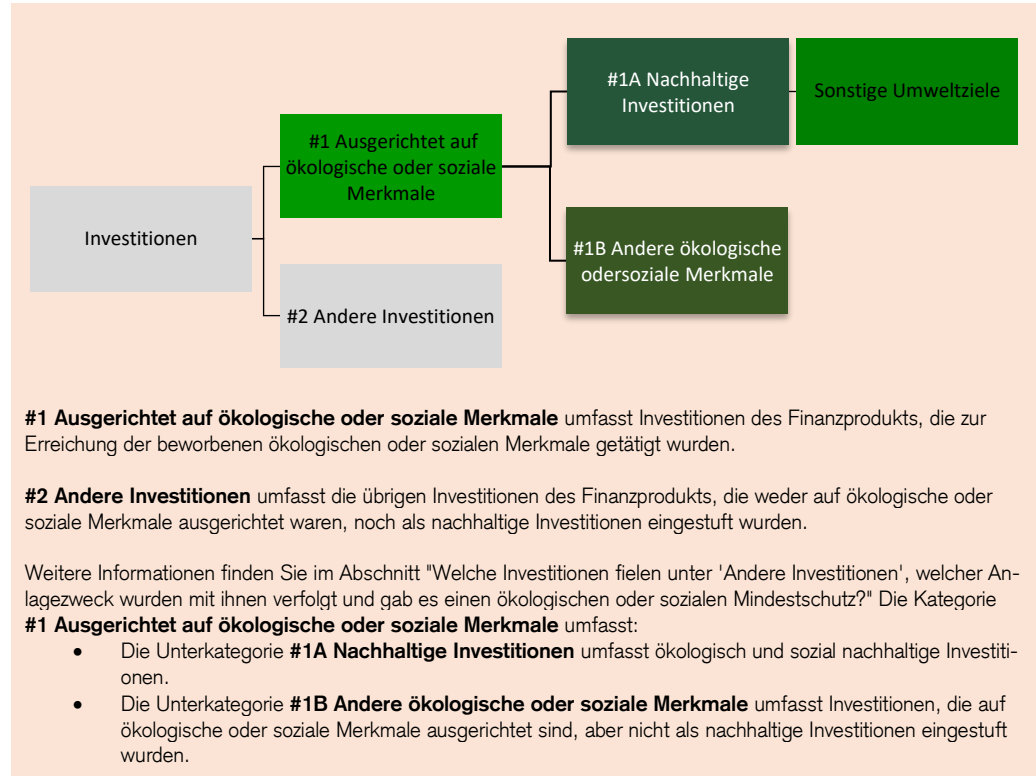 #1A Nachhaltige
Investitionen
Sonstige Umweltziele
#1 Ausgerichtet auf
ökologische oder soziale
Merkmale
Investitionen
#1B Andere ökologische
odersoziale Merkmale
#2 Andere Investitionen
#1 Ausgerichtet auf ökologische oder soziale Merkmale umfasst Investitionen des Finanzprodukts, die zur
Erreichung der beworbenen ökologischen oder sozialen Merkmale getätigt wurden.
#2 Andere Investitionen umfasst die übrigen Investitionen des Finanzprodukts, die weder auf ökologische oder
soziale Merkmale ausgerichtet waren, noch als nachhaltige Investitionen eingestuft wurden.
Weitere Informationen finden Sie im Abschnitt "Welche Investitionen fielen unter 'Andere Investitionen', welcher An-
lagezweck wurden mit ihnen verfolgt und gab es einen ökologischen oder sozialen Mindestschutz?" Die Kategorie
#1 Ausgerichtet auf ökologische oder soziale Merkmale umfasst:
• Die Unterkategorie #1A Nachhaltige Investitionen umfasst ökologisch und sozial nachhaltige Investiti-
onen.
• Die Unterkategorie #1B Andere ökologische oder soziale Merkmale umfasst Investitionen, die auf
ökologische oder soziale Merkmale ausgerichtet sind, aber nicht als nachhaltige Investitionen eingestuft
wurden.